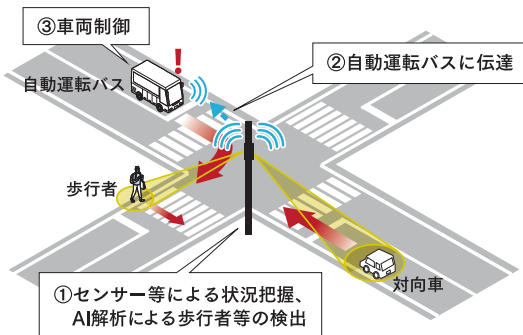 ③車両制御
自動運転バス
!
②自動運転バスに伝達
歩行者
対向車
①センサー等による状況把握、
AI解析による歩行者等の検出